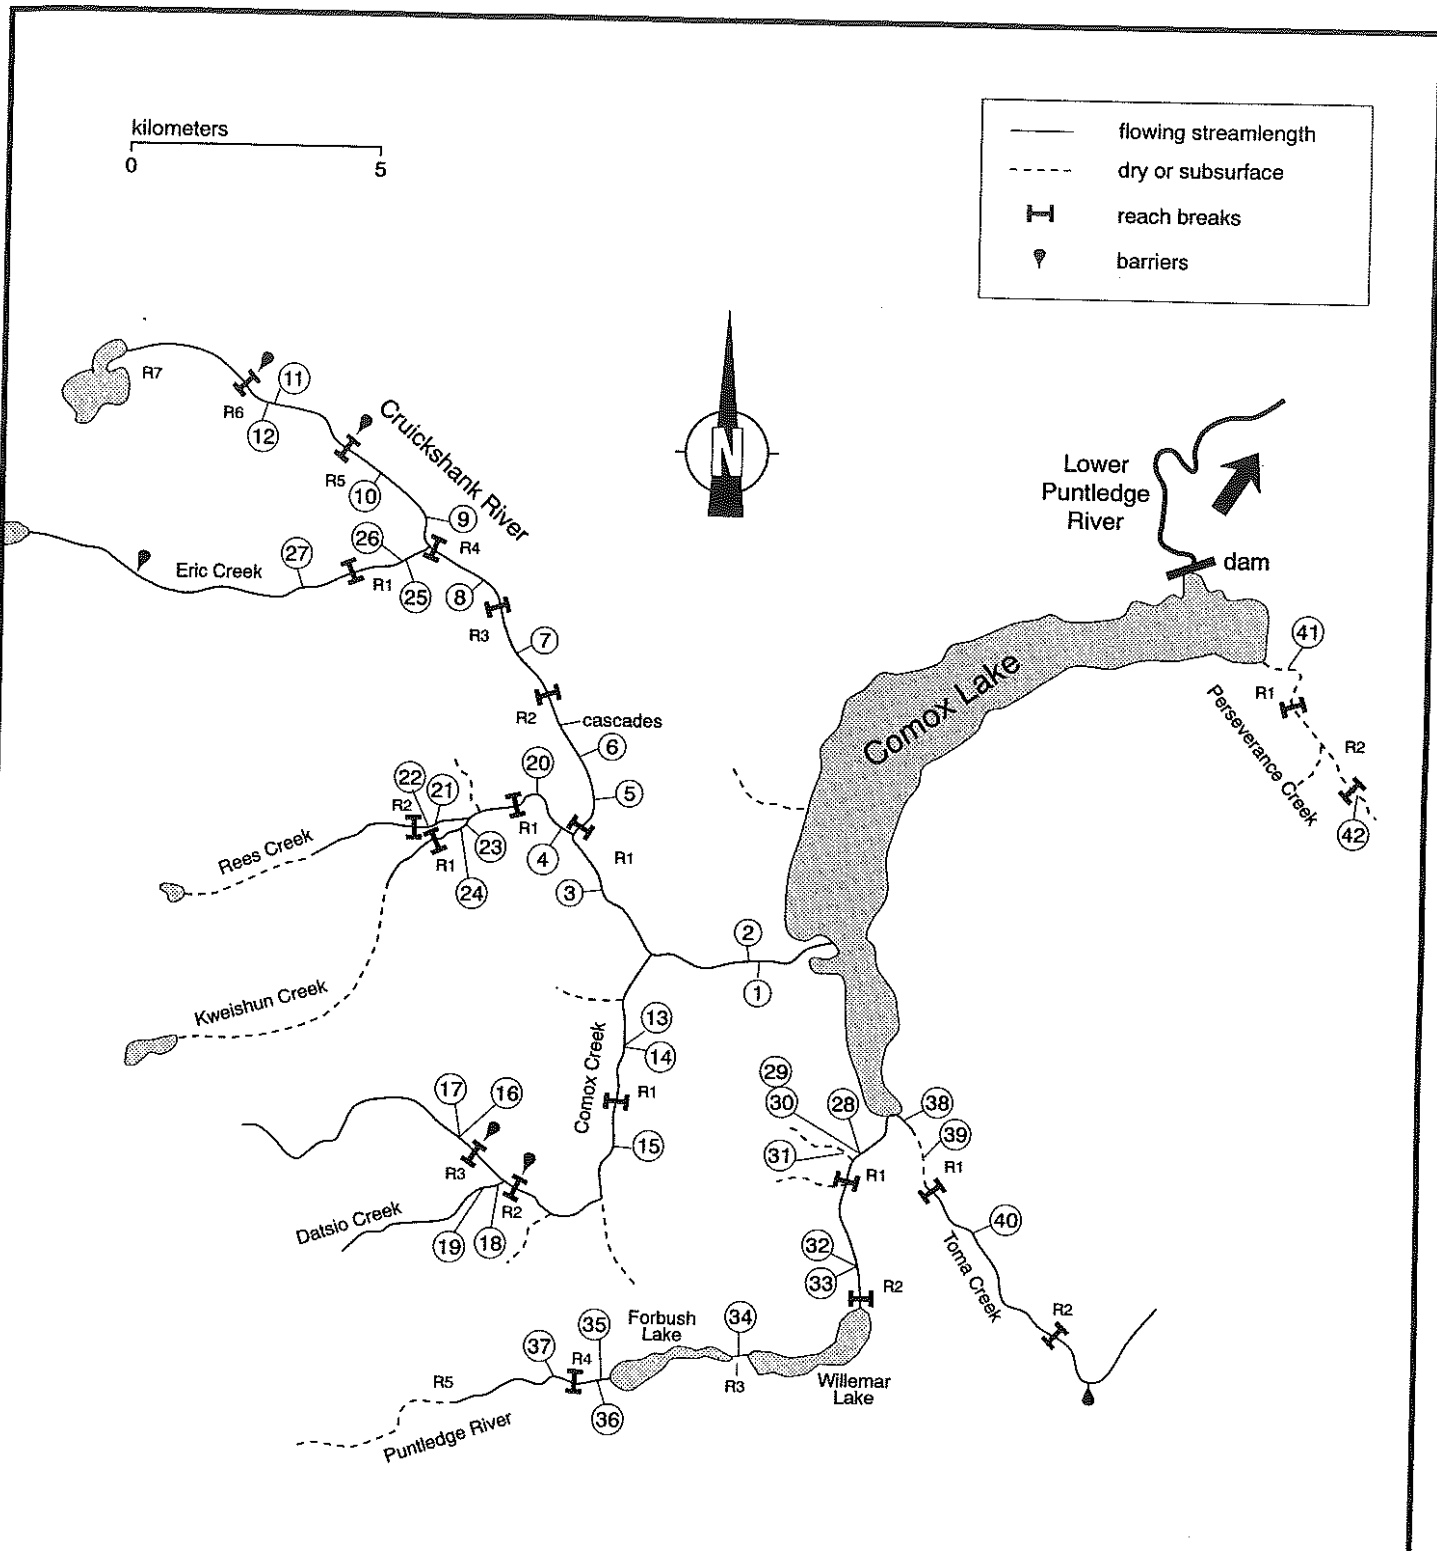 kilometers
0 5
flowing streamlength
dry or subsurface
reach breaks
barriers
R7
11
R6
12
Cruickshank River
R5
10
9
R4
26
27
Eric Creek
R1
25
8
R3
7
R2
cascades
6
N
Lower
Puntledge
River
dam
Comox Lake
41
R1
Perseverance Creek
R2
42
20
22
21
R2
5
R1
Rees Creek
R1
23
4
24
R1
3
2
1
Kweishun Creek
13
14
Comox Creek
R1
15
17
16
R3
R2
Datsio Creek
19
18
29
30
28
38
39
31
R1
R1
40
32
33
Toma Creek
R2
R2
Forbush
Lake
34
35
37
R4
R3
Willemar
Lake
R5
36
Puntledge River